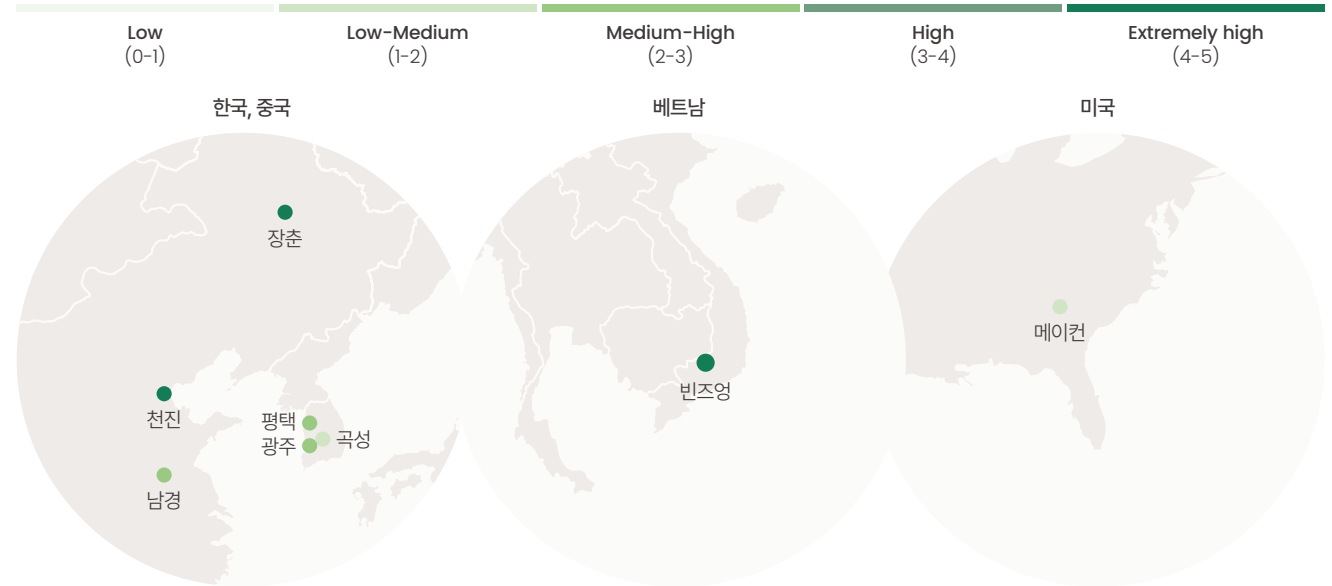 Low
(0-1)
Low-Medium
(1-2)
Medium-High
(2-3)
High
(3-4)
Extremely high
(4-5)
한국, 중국
베트남
미국
장춘
천진
남경
평택
광주
곡성
빈즈엉
메이컨